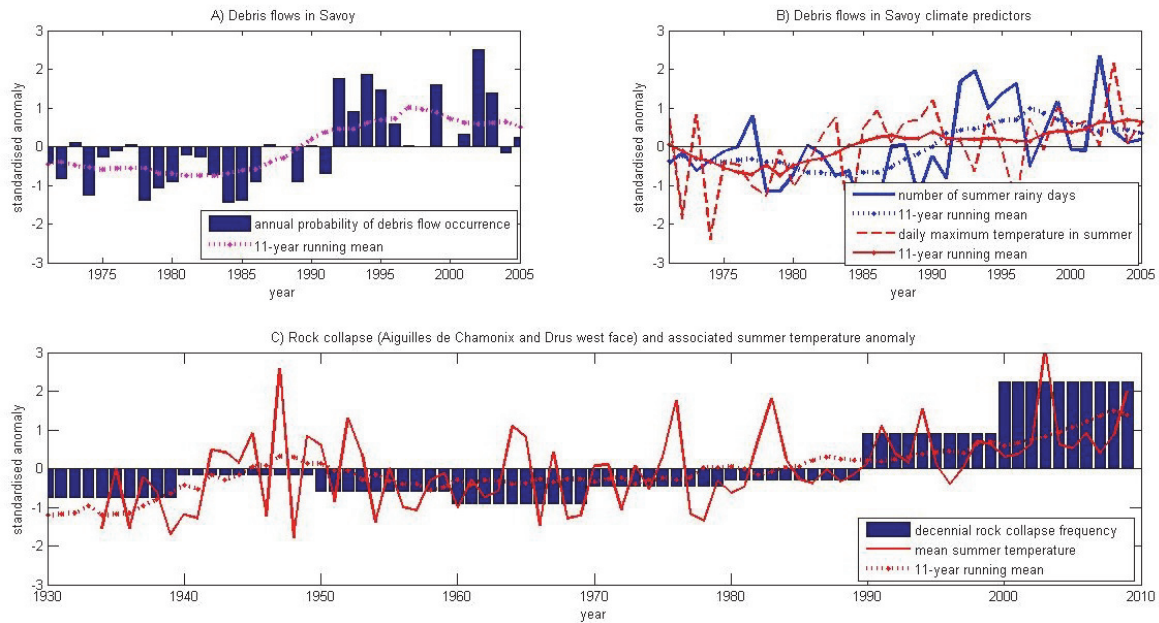 A) Debris flows in Savoy
standardised anomaly
3
2
1
0
-1
-2
-3
annual probability of debris flow occurrence
11-year running mean
1975
1980
1985
1990
1995
2000
2005
year
B) Debris flows in Savoy climate predictors
standardised anomaly
3
2
1
0
-1
-2
-3
number of summer rainy days
11-year running mean
daily maximum temperature in summer
11-year running mean
1975
1980
1985
1990
1995
2000
2005
year
C) Rock collapse (Aiguilles de Chamonix and Drus west face) and associated summer temperature anomaly
standardised anomaly
3
2
1
0
-1
-2
-3
decennial rock collapse frequency
mean summer temperature
11-year running mean
1930
1940
1950
1960
1970
1980
1990
2000
2010
year